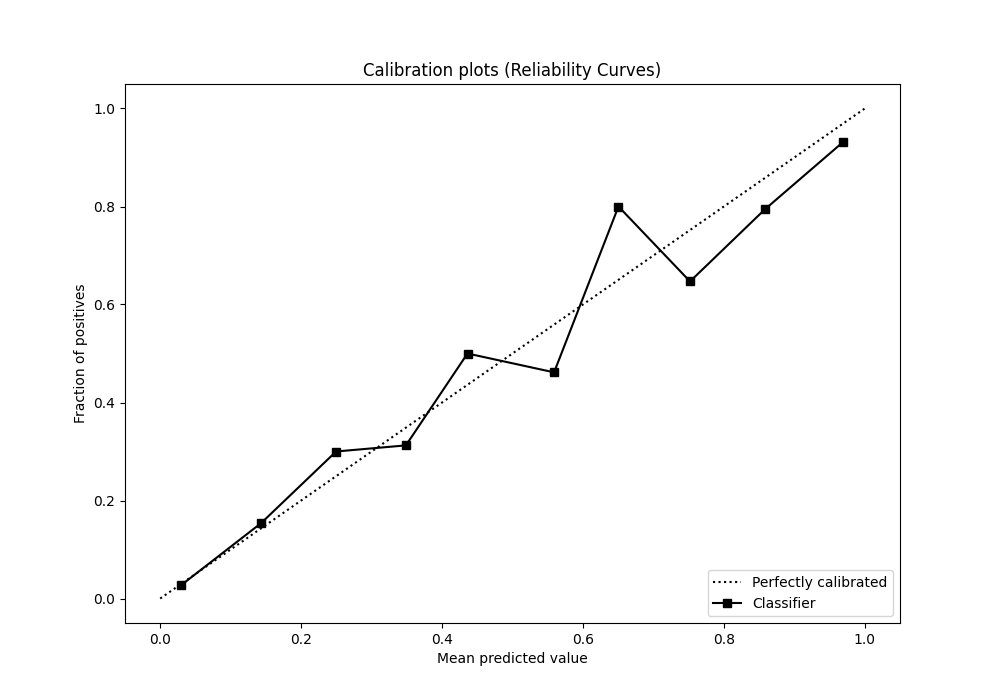 Calibration plots (Reliability Curves)
1.0
0.8
0.6
0.4
0.2
0.0
Fraction of positives
0.0 0.2 0.4 0.6 0.8 1.0
Mean predicted value
Perfectly calibrated
Classifier